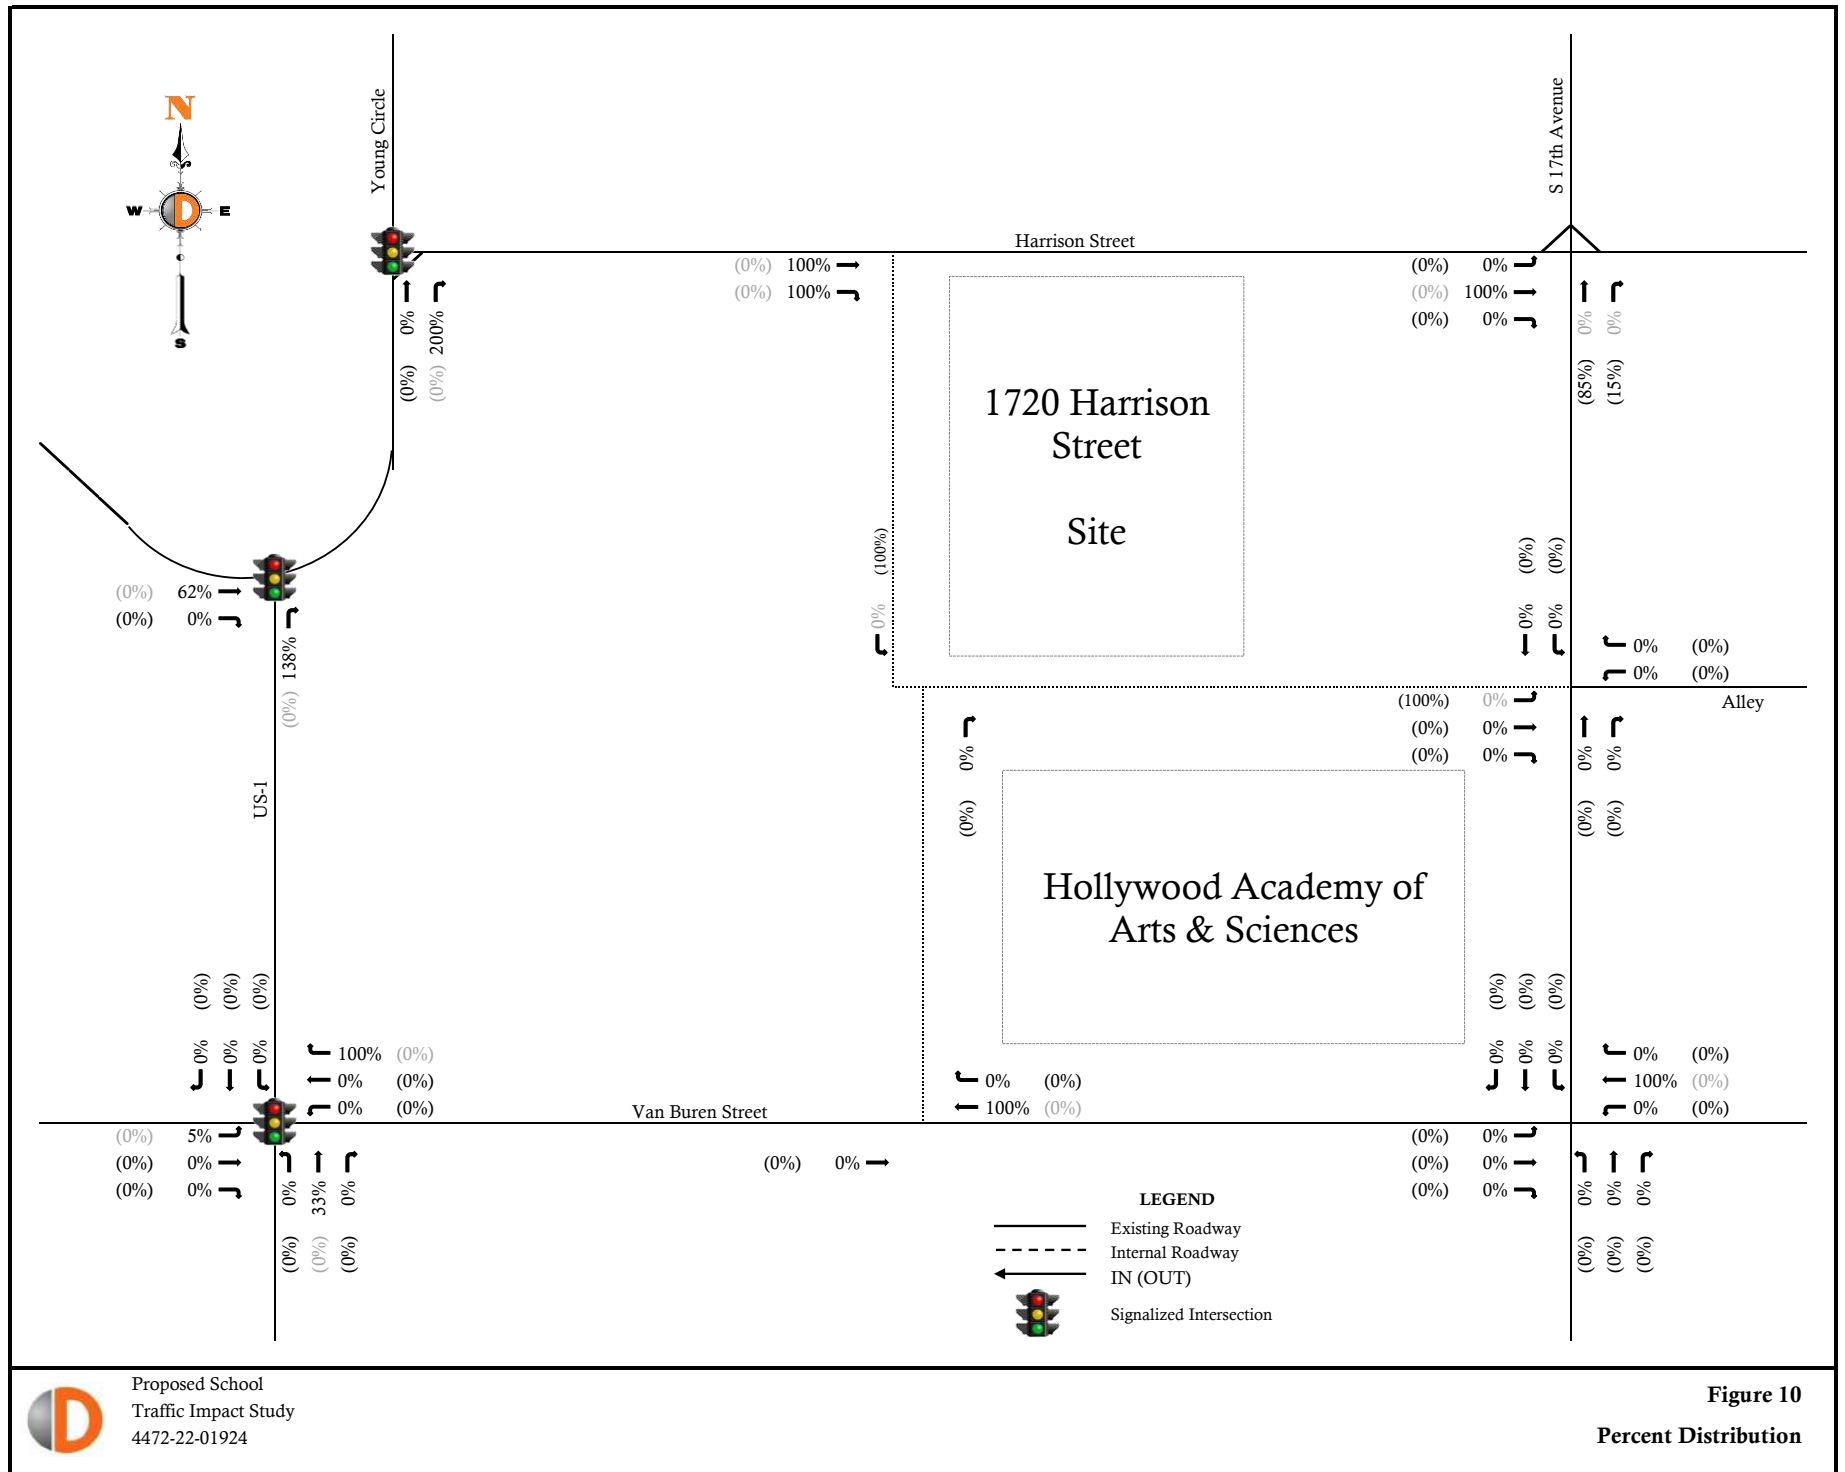 N
W
E
S
D
Young Circle
S 17th Avenue
Harrison Street
(0%) 100%
(0%) 100%
(0%) 0%
(0%) 100%
(0%) 0%
0% (0%)
200% (0%)
0% (85%)
0% (15%)
1720 Harrison
Street
Site
(0%) 62%
(0%) 0%
138% (0%)
(100%) 0%
(0%) 0%
(0%) 0%
0% (0%)
0% (0%)
Alley
(100%) 0%
(0%) 0%
(0%) 0%
0% (0%)
0% (0%)
0% (0%)
US-1
Hollywood Academy of
Arts & Sciences
(0%) 0%
(0%) 0%
(0%) 0%
100% (0%)
0% (0%)
0% (0%)
Van Buren Street
0% (0%)
100% (0%)
(0%) 0%
(0%) 0%
(0%) 0%
0% (0%)
100% (0%)
0% (0%)
(0%) 5%
(0%) 0%
(0%) 0%
0% (0%)
33% (0%)
0% (0%)
(0%) 0%
(0%) 0%
(0%) 0%
(0%) 0%
0% (0%)
0% (0%)
0% (0%)
LEGEND
Existing Roadway
Internal Roadway
IN (OUT)
Signalized Intersection
D
Proposed School
Traffic Impact Study
4472-22-01924
Figure 10
Percent Distribution